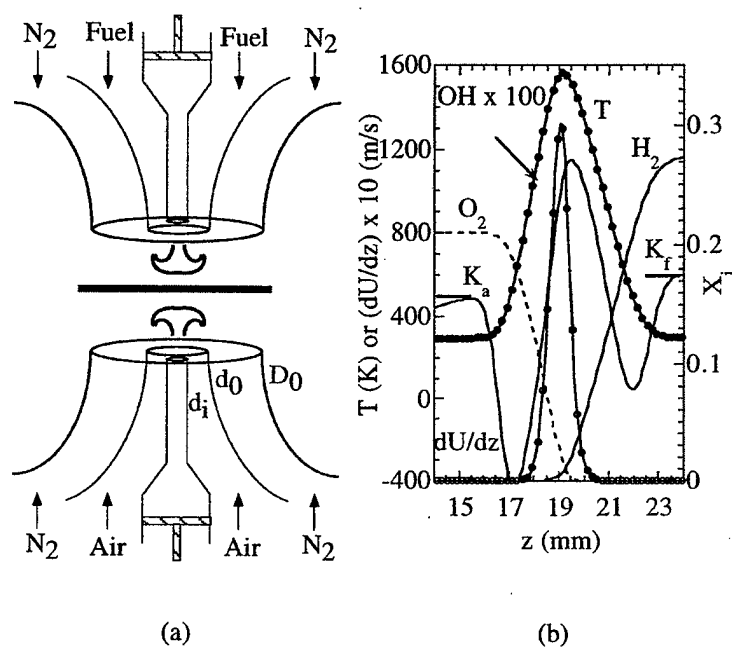 N2 Fuel Fuel N2
d0 D0
di
N2 Air Air N2
(a)
1600
1200
800
400
0
-400
OH x 100
T
H2
O2
Ka
Kf
dU/dz
0.3
0.2
0.1
0
T (K) or (dU/dz) x 10 (m/s)
Xi
15 17 19 21 23
z (mm)
(b)